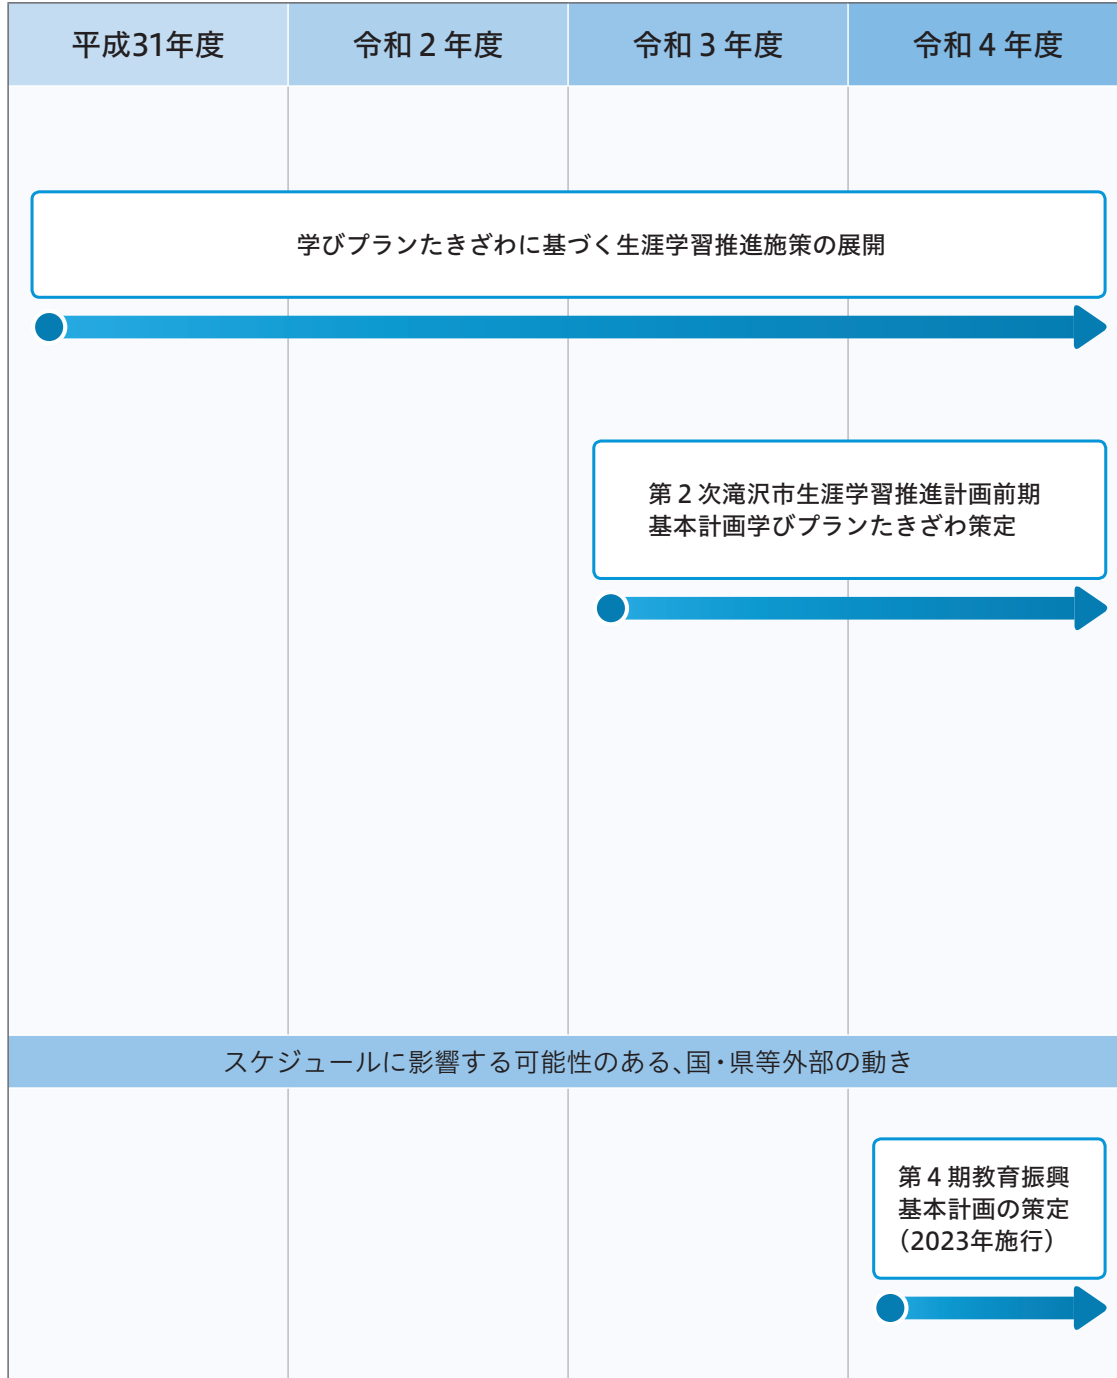 平成31年度 令和２年度 令和３年度 令和４年度
学びプランたきざわに基づく生涯学習推進施策の展開
第２次滝沢市生涯学習推進計画前期
基本計画学びプランたきざわ策定
スケジュールに影響する可能性のある、国・県等外部の動き
第４期教育振興
基本計画の策定
（2023年施行）